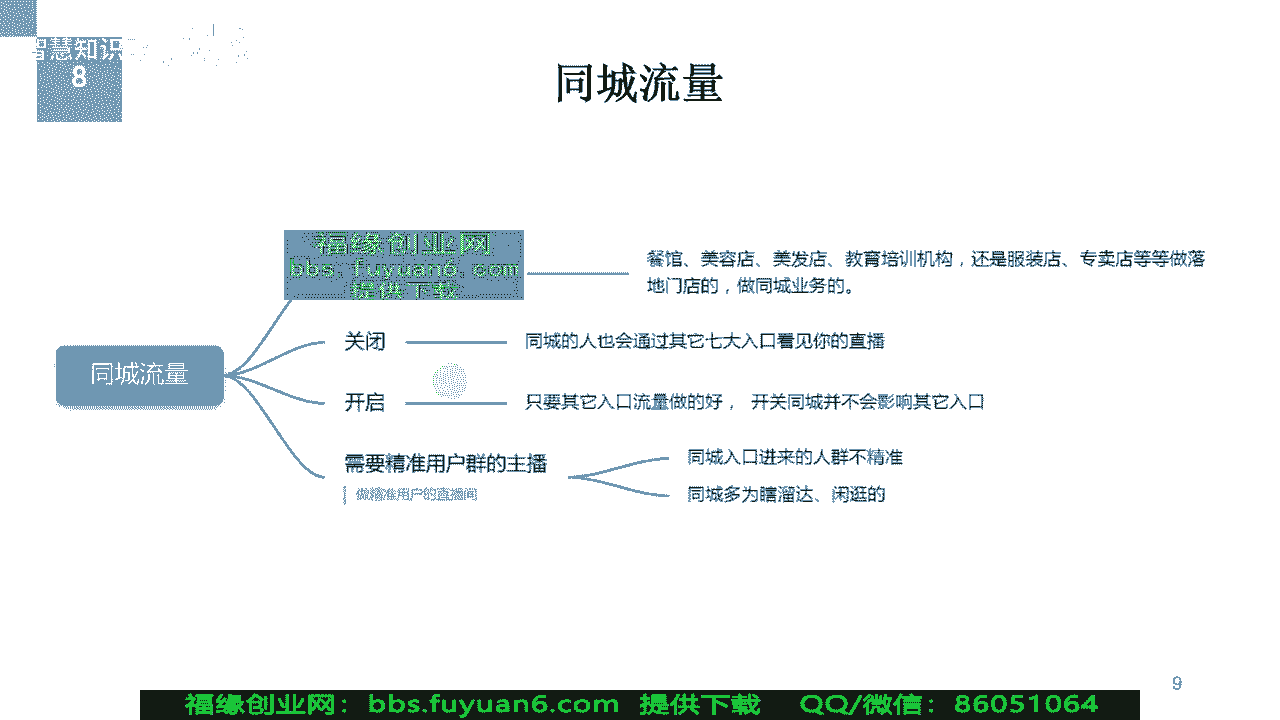 智慧知识
8
同城流量
福缘创业网
bbs.fuyuan6.com
提供下载
餐馆、美容店、美发店、教育培训机构，还是服装店、专卖店等等做落
地门店的，做同城业务的。
关闭
同城的人也会通过其它七大入口看见你的直播
同城流量
开启
只要其它入口流量做的好， 开关同城并不会影响其它入口
需要精准用户群的主播
做精准用户的直播间
同城入口进来的人群不精准
同城多为瞎溜达、闲逛的
9
福缘创业网：bbs.fuyuan6.com 提供下载 QQ/微信：86051064